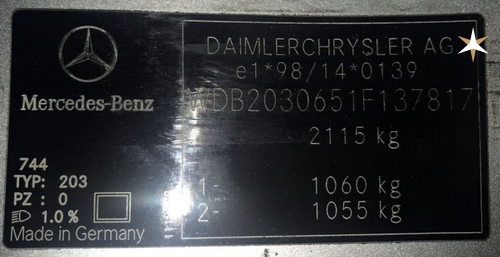 DAIMLERCHRYSLER AG
e1*98/14*0139
Mercedes-Benz
WDB2030651F137817
2115 kg
744
TYP: 203
1- 1060 kg
PZ : 0
2- 1055 kg
1.0 %
Made in Germany